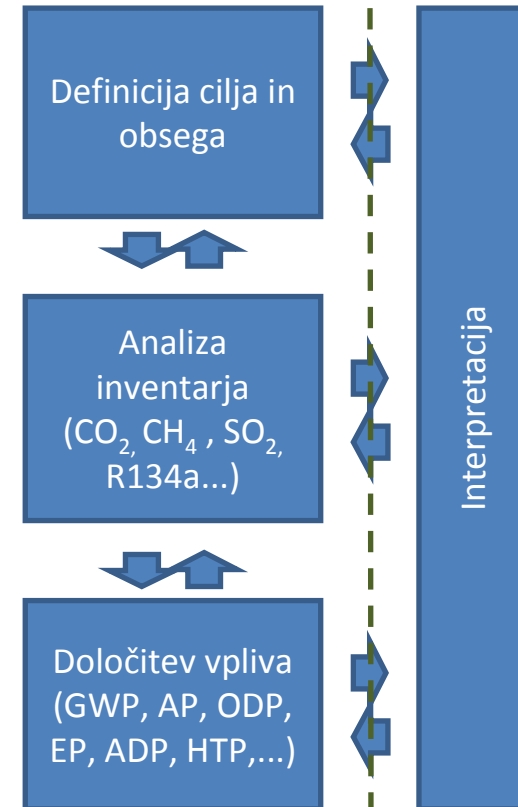 Definicija cilja in
obsega
Analiza
inventarja
(CO₂, CH₄ , SO₂,
R134a...)
Določitev vpliva
(GWP, AP, ODP,
EP, ADP, HTP,...)
Interpretacija